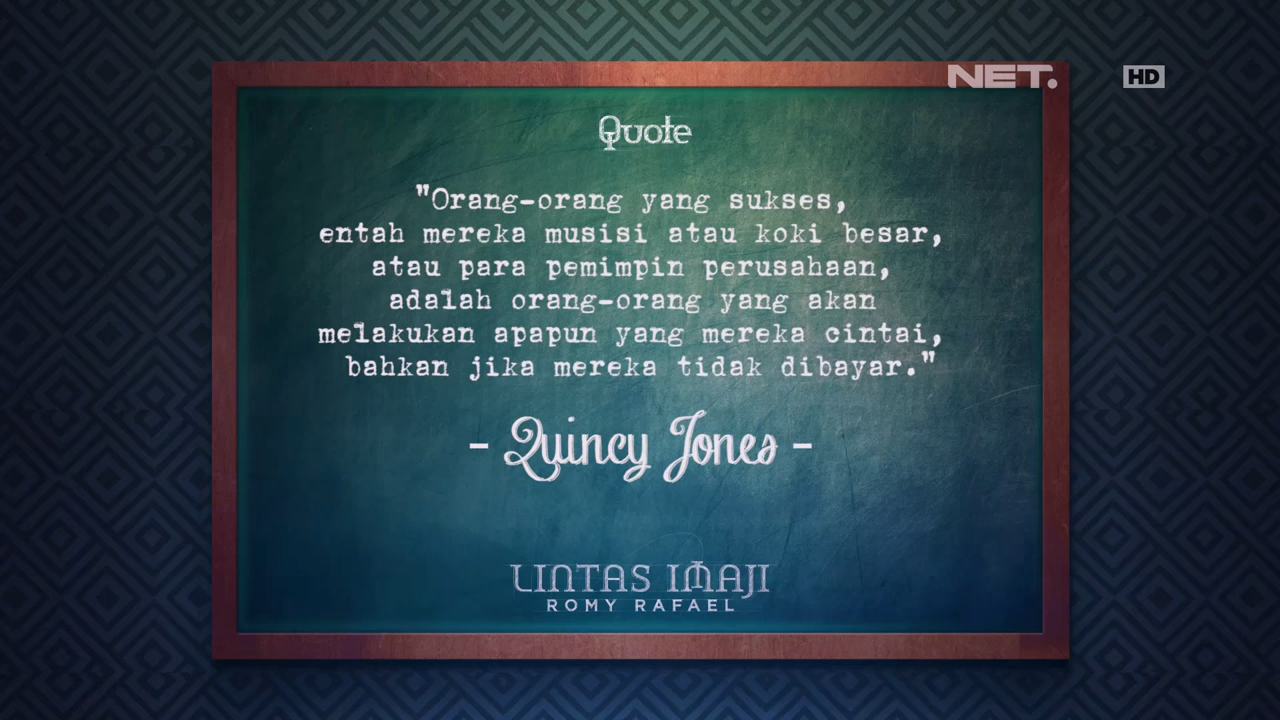 NET.
HD
Quote
"Orang-orang yang sukses,
entah mereka musisi atau koki besar,
atau para pemimpin perusahaan,
adalah orang-orang yang akan
melakukan apapun yang mereka cintai,
bahkan jika mereka tidak dibayar."
- Quincy Jones -
LINTAS IMAJI
ROMY RAFAEL